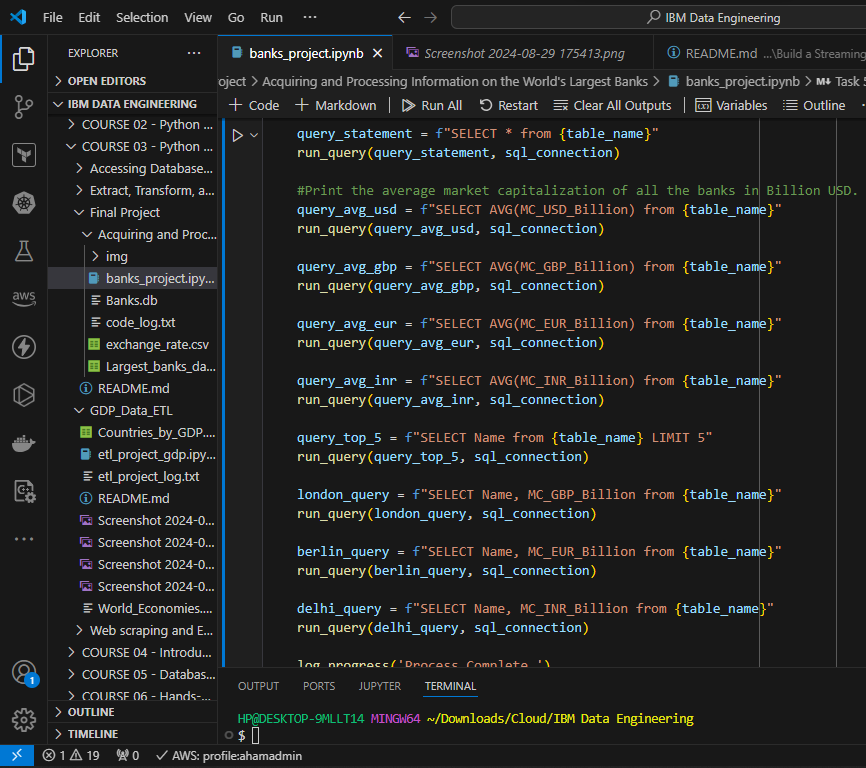 File Edit Selection View Go Run ··· IBM Data Engineering
EXPLORER ···
OPEN EDITORS
IBM DATA ENGINEERING
COURSE 02 - Python ...
COURSE 03 - Python ...
Accessing Database...
Extract, Transform, a...
Final Project
Acquiring and Proc...
img
banks_project.ipy...
Banks.db
code_log.txt
exchange_rate.csv
Largest_banks_da...
README.md
GDP_Data_ETL
Countries_by_GDP....
etl_project_gdp.ipy...
etl_project_log.txt
README.md
Screenshot 2024-0...
Screenshot 2024-0...
Screenshot 2024-0...
Screenshot 2024-0...
World_Economies....
Web scraping and E...
COURSE 04 - Introdu...
COURSE 05 - Databas...
COURSE 06 - Hands-...
OUTLINE
TIMELINE
aws
1
banks_project.ipynb Screenshot 2024-08-29 175413.png README.md ...\Build a Streaming
oject > Acquiring and Processing Information on the World's Largest Banks > banks_project.ipynb > M↓ Task
+ Code + Markdown Run All Restart Clear All Outputs Variables Outline
query_statement = f"SELECT * from {table_name}"
run_query(query_statement, sql_connection)
#Print the average market capitalization of all the banks in Billion USD.
query_avg_usd = f"SELECT AVG(MC_USD_Billion) from {table_name}"
run_query(query_avg_usd, sql_connection)
query_avg_gbp = f"SELECT AVG(MC_GBP_Billion) from {table_name}"
run_query(query_avg_gbp, sql_connection)
query_avg_eur = f"SELECT AVG(MC_EUR_Billion) from {table_name}"
run_query(query_avg_eur, sql_connection)
query_avg_inr = f"SELECT AVG(MC_INR_Billion) from {table_name}"
run_query(query_avg_inr, sql_connection)
query_top_5 = f"SELECT Name from {table_name} LIMIT 5"
run_query(query_top_5, sql_connection)
london_query = f"SELECT Name, MC_GBP_Billion from {table_name}"
run_query(london_query, sql_connection)
berlin_query = f"SELECT Name, MC_EUR_Billion from {table_name}"
run_query(berlin_query, sql_connection)
delhi_query = f"SELECT Name, MC_INR_Billion from {table_name}"
run_query(delhi_query, sql_connection)
log_progress('Process Complete.')
OUTPUT PORTS JUPYTER TERMINAL
HP@DESKTOP-9MLLT14 MINGW64 ~/Downloads/Cloud/IBM Data Engineering
$
1 19 0 AWS: profile:ahamadmin